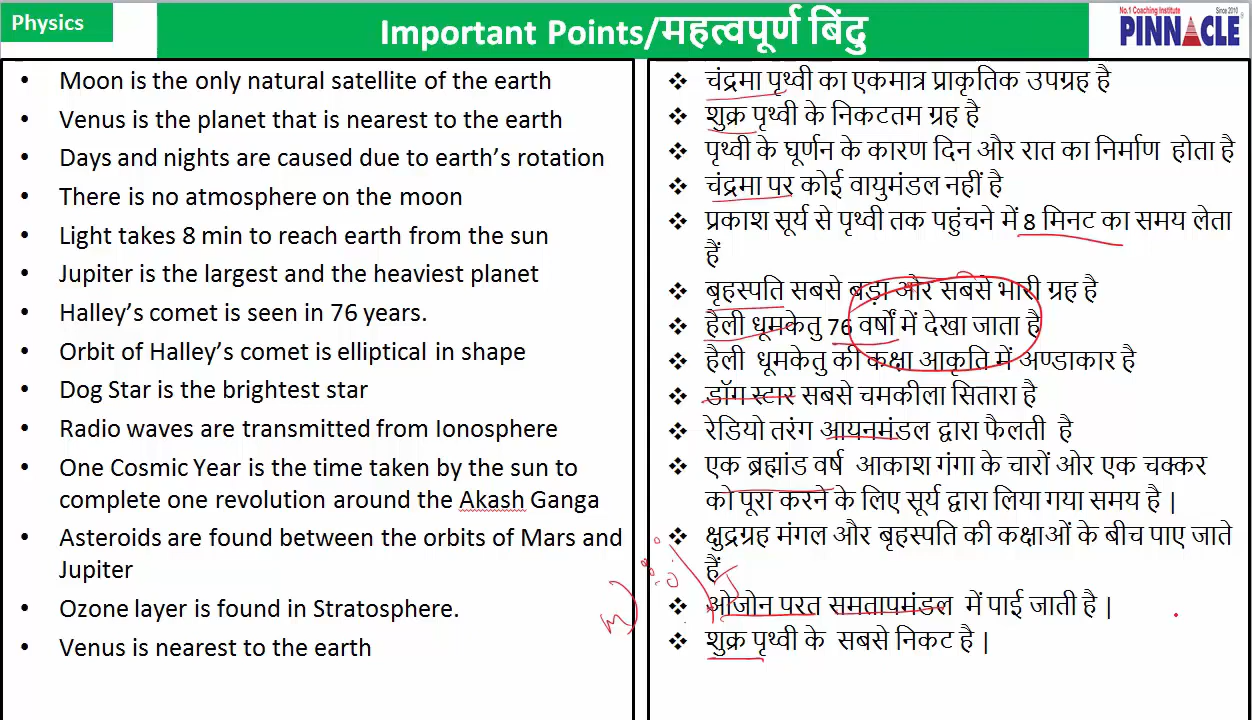 Physics
Important Points/महत्वपूर्ण बिंदु
No.1 Coaching Institute
Since 2010
PINNACLE
• Moon is the only natural satellite of the earth
• Venus is the planet that is nearest to the earth
• Days and nights are caused due to earth's rotation
• There is no atmosphere on the moon
• Light takes 8 min to reach earth from the sun
• Jupiter is the largest and the heaviest planet
• Halley's comet is seen in 76 years.
• Orbit of Halley's comet is elliptical in shape
• Dog Star is the brightest star
• Radio waves are transmitted from Ionosphere
• One Cosmic Year is the time taken by the sun to
complete one revolution around the Akash Ganga
• Asteroids are found between the orbits of Mars and
Jupiter
• Ozone layer is found in Stratosphere.
• Venus is nearest to the earth
❖ चंद्रमा पृथ्वी का एकमात्र प्राकृतिक उपग्रह है
❖ शुक्र पृथ्वी के निकटतम ग्रह है
❖ पृथ्वी के घूर्णन के कारण दिन और रात का निर्माण होता है
❖ चंद्रमा पर कोई वायुमंडल नहीं है
❖ प्रकाश सूर्य से पृथ्वी तक पहुंचने में 8 मिनट का समय लेता
हैं
❖ बृहस्पति सबसे बड़ा और सबसे भारी ग्रह है
❖ हैली धूमकेतु 76 वर्षों में देखा जाता है
❖ हैली धूमकेतु की कक्षा आकृति में अण्डाकार है
❖ डॉग स्टार सबसे चमकीला सितारा है
❖ रेडियो तरंग आयनमंडल द्वारा फैलती है
❖ एक ब्रह्मांड वर्ष आकाश गंगा के चारों ओर एक चक्कर
को पूरा करने के लिए सूर्य द्वारा लिया गया समय है |
❖ क्षुद्रग्रह मंगल और बृहस्पति की कक्षाओं के बीच पाए जाते
हैं
❖ ओजोन परत समतापमंडल में पाई जाती है |
❖ शुक्र पृथ्वी के सबसे निकट है |
m
J